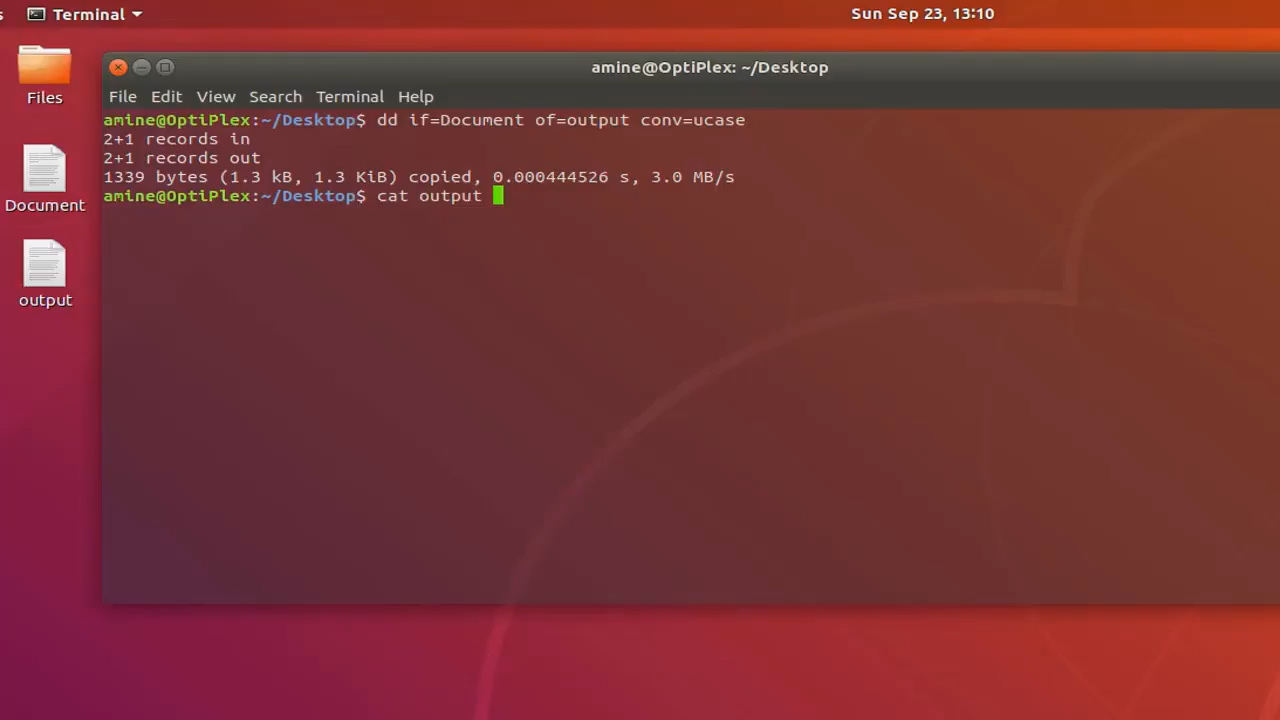 s Terminal Sun Sep 23, 13:10
Files
Document
output
amine@OptiPlex: ~/Desktop
File Edit View Search Terminal Help
amine@OptiPlex:~/Desktop$ dd if=Document of=output conv=ucase
2+1 records in
2+1 records out
1339 bytes (1.3 kB, 1.3 KiB) copied, 0.000444526 s, 3.0 MB/s
amine@OptiPlex:~/Desktop$ cat output